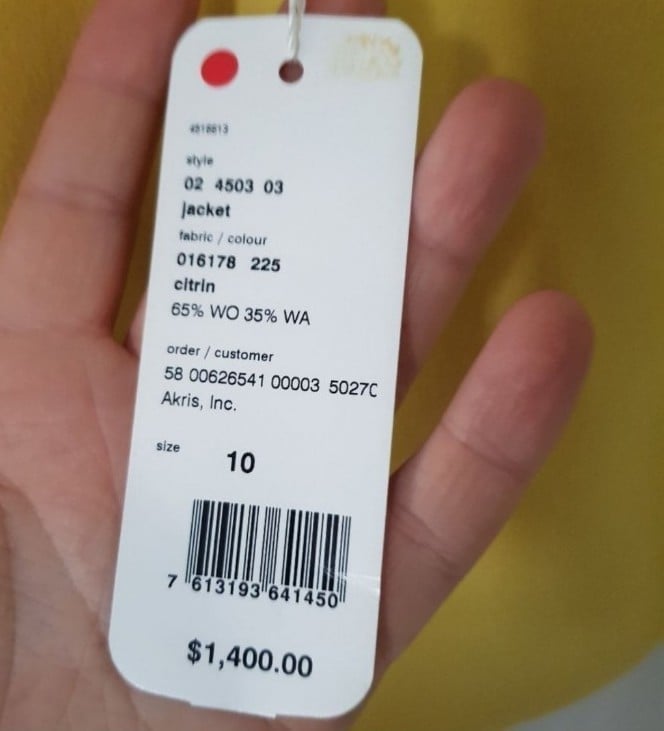 4518813
style
02 4503 03
jacket
fabric / colour
016178 225
citrin
65% WO 35% WA
order / customer
58 00626541 00003 5027C
Akris, Inc.
size 10
7 613193 641450
$1,400.00